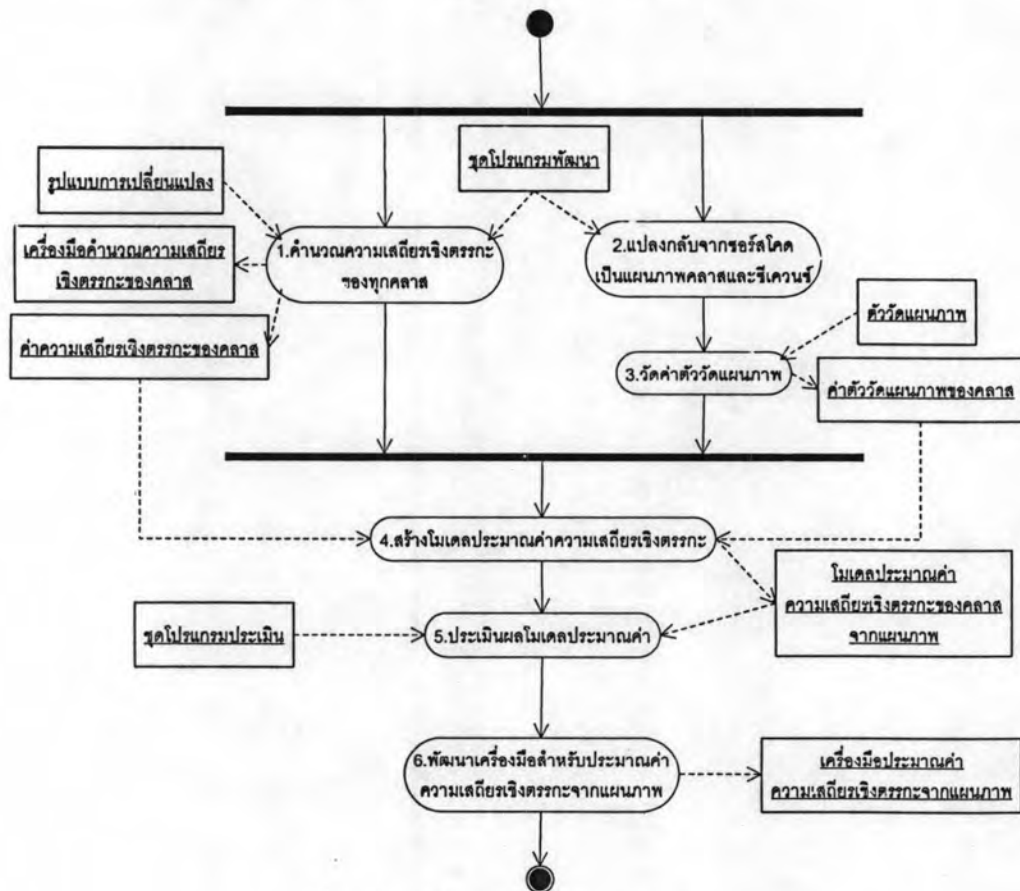 ชุดโปรแกรมพัฒนา
รูปแบบการเปลี่ยนแปลง
1.คำนวณความเสถียรเชิงตรรกะ
ของทุกคลาส
2.แปลงกลับจากซอร์สโคด
เป็นแผนภาพคลาสและซีเควนซ์
เครื่องมือคำนวณความเสถียร
เชิงตรรกะของคลาส
ค่าความเสถียรเชิงตรรกะของคลาส
ตัววัดแผนภาพ
3.วัดค่าตัววัดแผนภาพ
ค่าตัววัดแผนภาพของคลาส
4.สร้างโมเดลประมาณค่าความเสถียรเชิงตรรกะ
โมเดลประมาณค่า
ความเสถียรเชิงตรรกะของคลาส
จากแผนภาพ
ชุดโปรแกรมประเมิน
5.ประเมินผลโมเดลประมาณค่า
6.พัฒนาเครื่องมือสำหรับประมาณค่า
ความเสถียรเชิงตรรกะจากแผนภาพ
เครื่องมือประมาณค่า
ความเสถียรเชิงตรรกะจากแผนภาพ